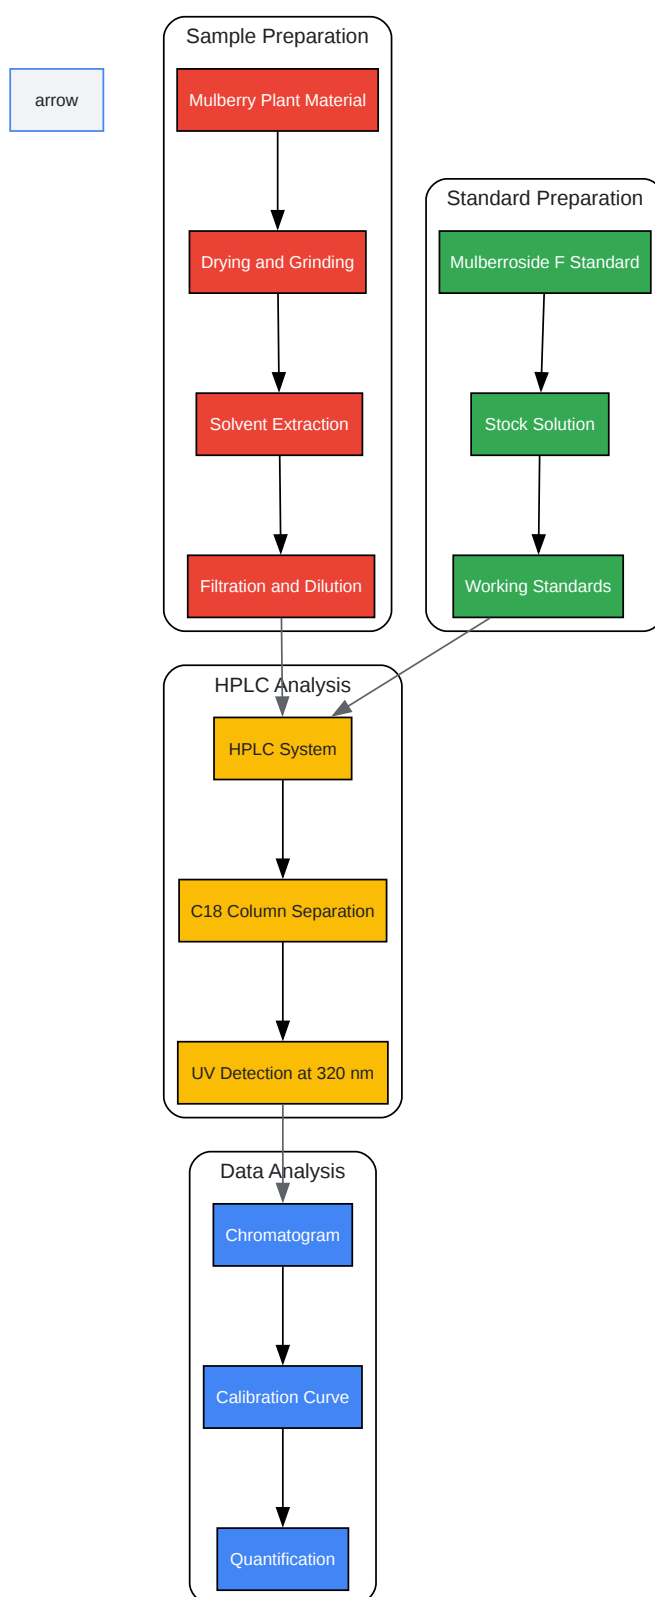 Sample Preparation
arrow
Mulberry Plant Material
Drying and Grinding
Solvent Extraction
Filtration and Dilution
Standard Preparation
Mulberroside F Standard
Stock Solution
Working Standards
HPLC Analysis
HPLC System
C18 Column Separation
UV Detection at 320 nm
Data Analysis
Chromatogram
Calibration Curve
Quantification